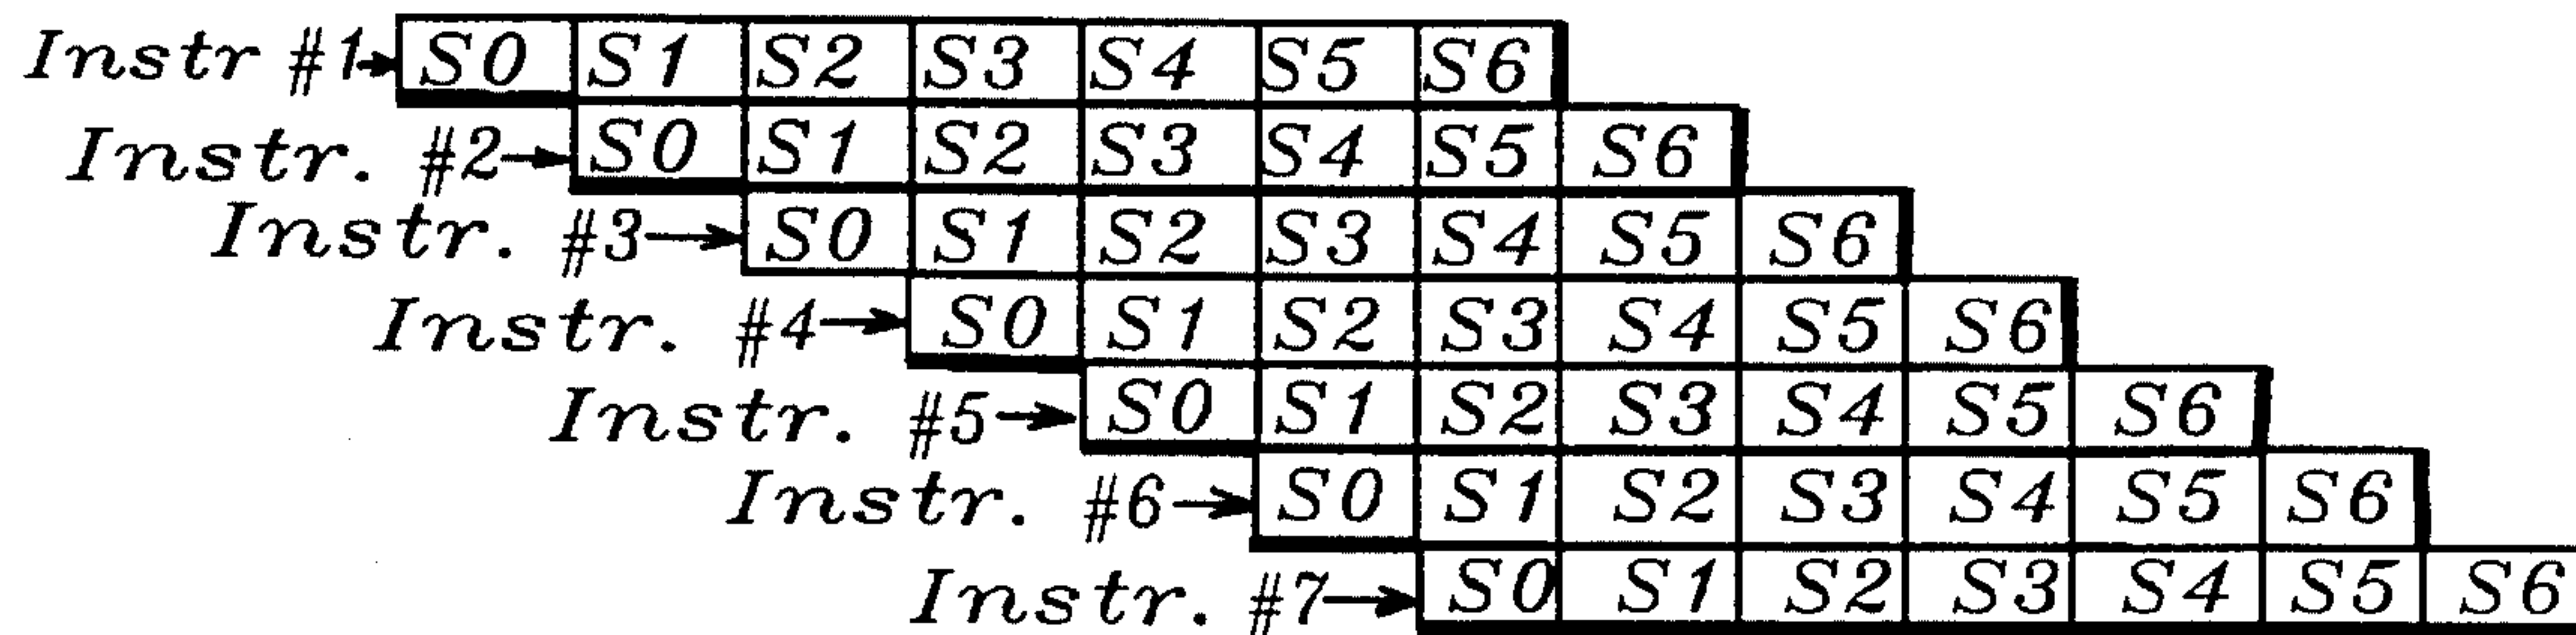 Instr #1 S0 S1 S2 S3 S4 S5 S6
Instr. #2 S0 S1 S2 S3 S4 S5 S6
Instr. #3 S0 S1 S2 S3 S4 S5 S6
Instr. #4 S0 S1 S2 S3 S4 S5 S6
Instr. #5 S0 S1 S2 S3 S4 S5 S6
Instr. #6 S0 S1 S2 S3 S4 S5 S6
Instr. #7 S0 S1 S2 S3 S4 S5 S6